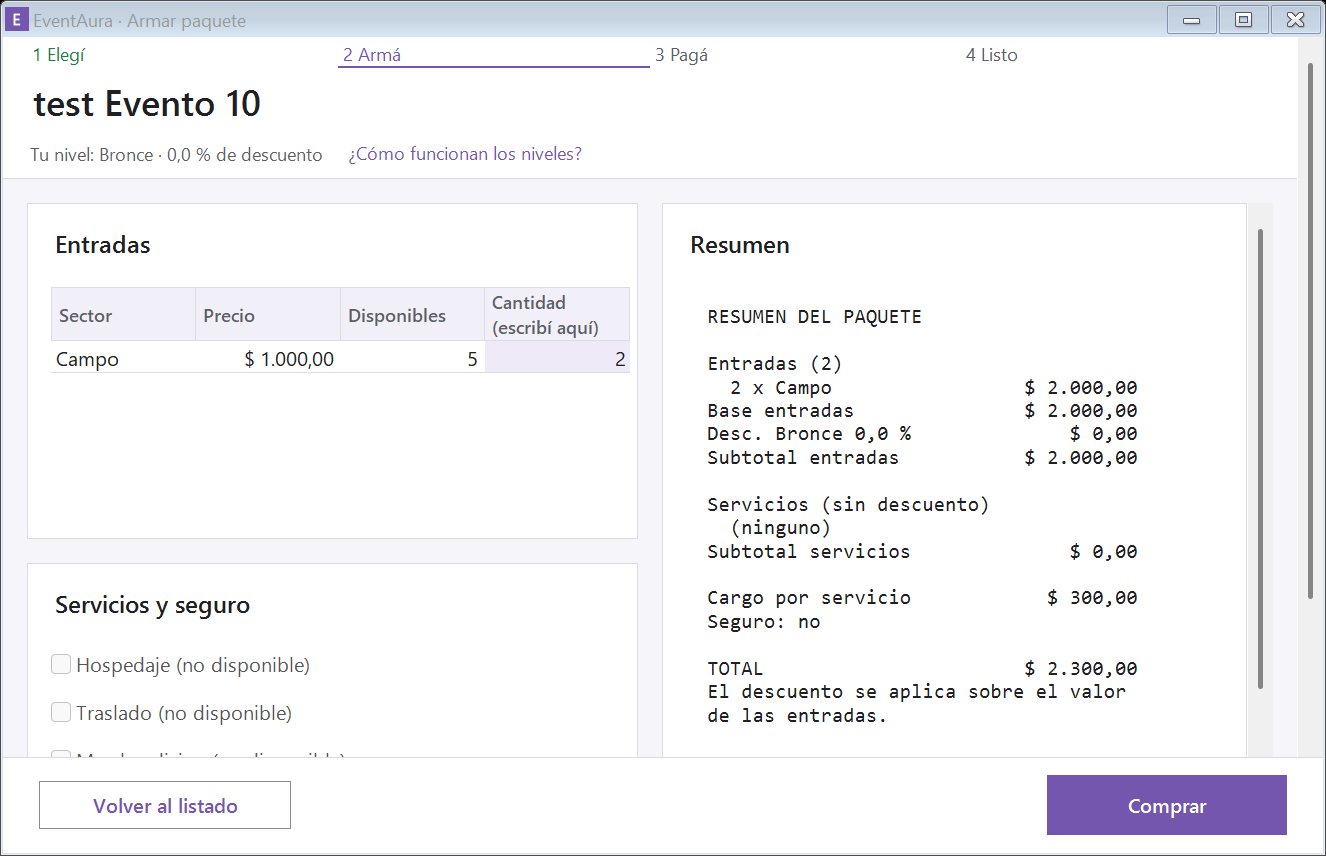 E EventAura · Armar paquete
1 Elegí
2 Armá
3 Pagá
4 Listo
test Evento 10
Tu nivel: Bronce · 0,0 % de descuento
¿Cómo funcionan los niveles?
Entradas
Sector Precio Disponibles Cantidad (escribí aquí)
Campo $ 1.000,00 5 2
Servicios y seguro
Hospedaje (no disponible)
Traslado (no disponible)
Resumen
RESUMEN DEL PAQUETE
Entradas (2)
2 x Campo $ 2.000,00
Base entradas $ 2.000,00
Desc. Bronce 0,0 % $ 0,00
Subtotal entradas $ 2.000,00
Servicios (sin descuento)
(ninguno)
Subtotal servicios $ 0,00
Cargo por servicio $ 300,00
Seguro: no
TOTAL $ 2.300,00
El descuento se aplica sobre el valor
de las entradas.
Volver al listado
Comprar